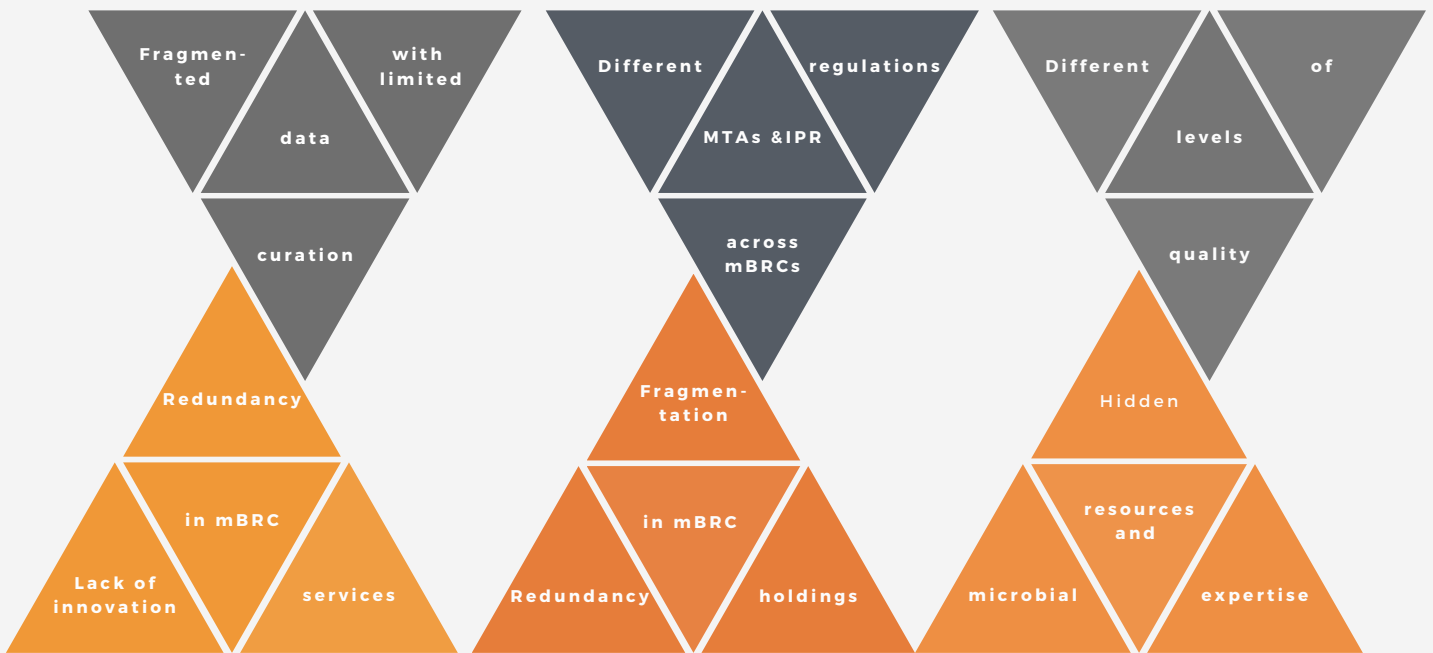 Fragmen-
ted
data
with
limited
curation
Different
MTAs &IPR
regulations
across
mBRCs
Different
levels
of
quality
Redundancy
Lack of
innovation
in mBRC
services
Fragmen-
tation
Redundancy
in mBRC
holdings
Hidden
microbial
resources
and
expertise